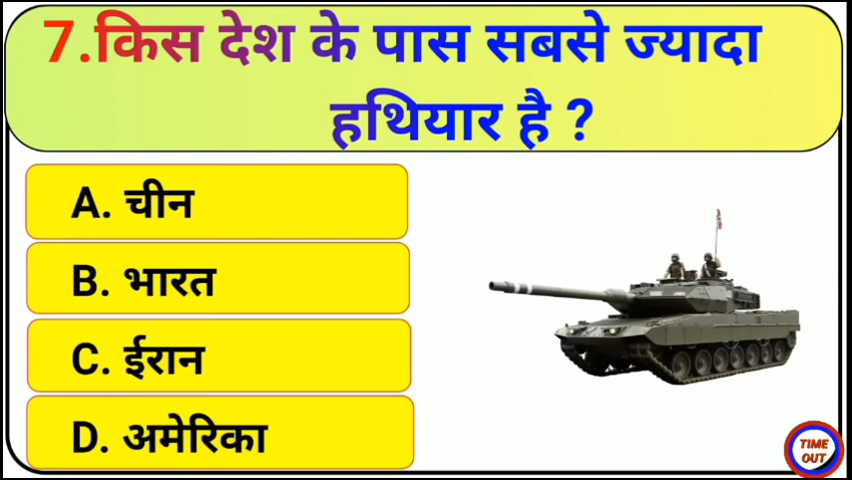 7.किस देश के पास सबसे ज्यादा
हथियार है ?
A. चीन
B. भारत
C. ईरान
D. अमेरिका
TIME
OUT